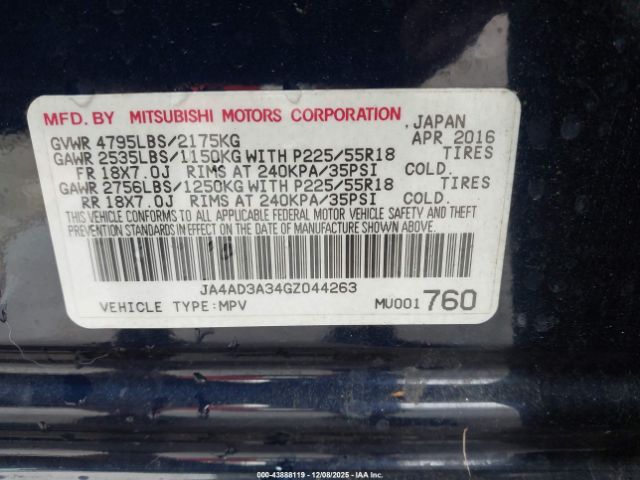 MFD. BY MITSUBISHI MOTORS CORPORATION, JAPAN
GVWR 4795LBS/2175KG APR 2016
GAWR 2535LBS/1150KG WITH P225/55R18 TIRES
FR 18X7.0J RIMS AT 240KPA/35PSI COLD.
GAWR 2756LBS/1250KG WITH P225/55R18 TIRES
RR 18X7.0J RIMS AT 240KPA/35PSI COLD.
THIS VEHICLE CONFORMS TO ALL APPLICABLE FEDERAL MOTOR VEHICLE SAFETY AND THEFT
PREVENTION STANDARDS IN EFFECT ON THE DATE OF MANUFACTURE SHOWN ABOVE.
JA4AD3A34GZ044263
VEHICLE TYPE:MPV MU001 760
000-43888119 - 12/08/2025 - IAAI.com